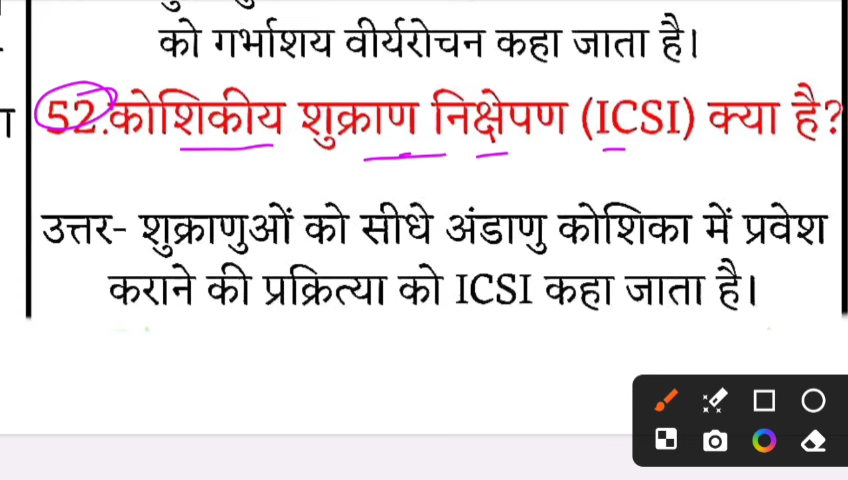 को गर्भाशय वीर्यरोचन कहा जाता है।
52.कोशिकीय शुक्राण निक्षेपण (ICSI) क्या है?
उत्तर- शुक्राणुओं को सीधे अंडाणु कोशिका में प्रवेश
कराने की प्रक्रित्या को ICSI कहा जाता है।